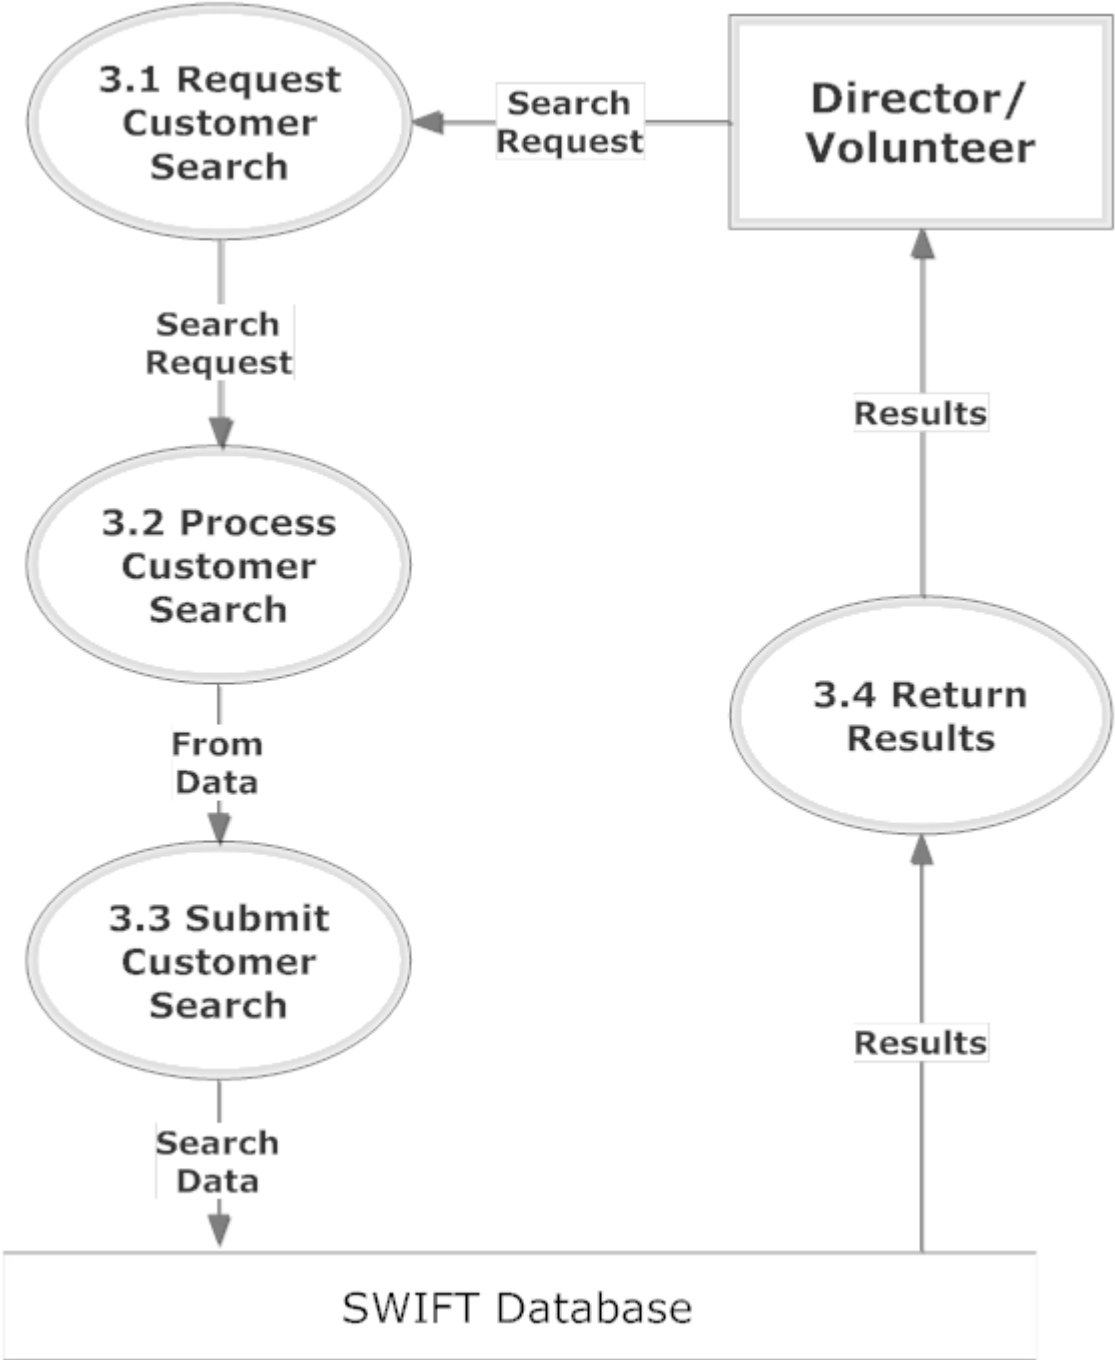 3.1 Request
Customer
Search
Search
Request
Director/
Volunteer
Search
Request
Results
3.2 Process
Customer
Search
3.4 Return
Results
From
Data
3.3 Submit
Customer
Search
Results
Search
Data
SWIFT Database